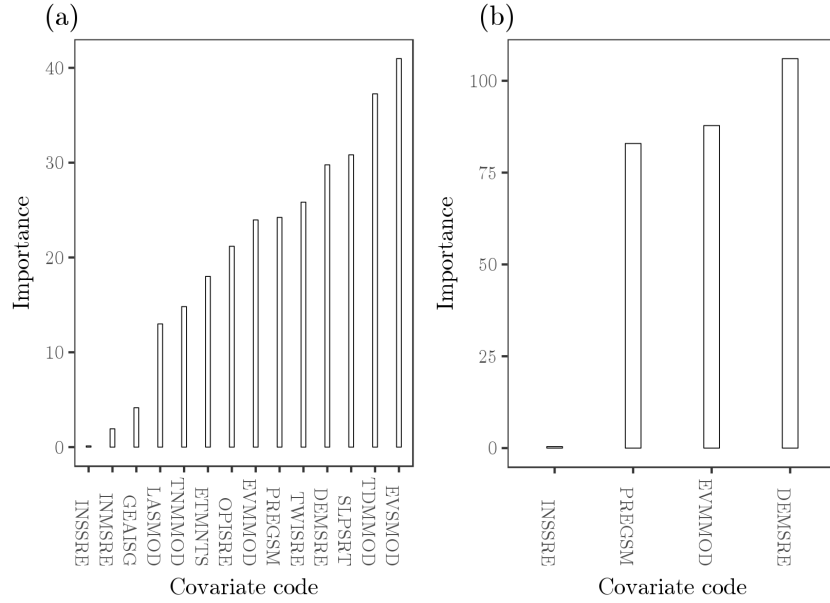 (a)
Importance
40
30
20
10
0
INSSRE
INMSRE
GEAISG
LASMOD
TNMMOD
ETMNTS
OPISRE
EVMMOD
PREGSM
TWISRE
DEMSRE
SLPSRT
TDMMOD
EVSMOD
Covariate code
(b)
Importance
100
75
50
25
0
INSSRE
PREGSM
EVMMOD
DEMSRE
Covariate code